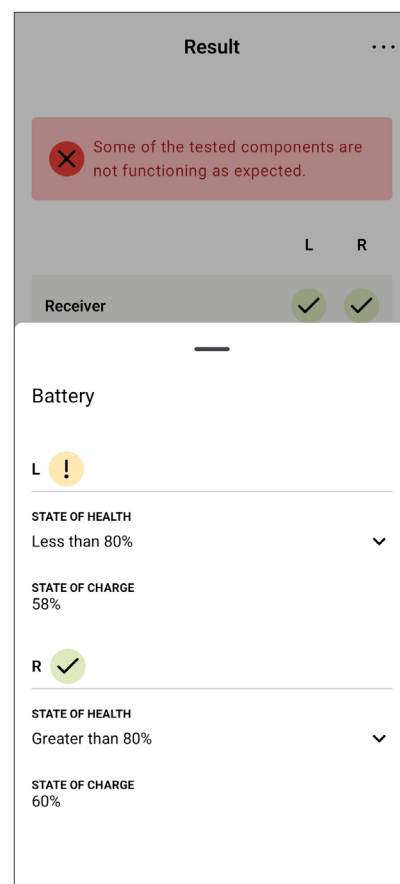 Result
Some of the tested components are
not functioning as expected.
L R
Receiver
Battery
L !
STATE OF HEALTH
Less than 80%
STATE OF CHARGE
58%
R
STATE OF HEALTH
Greater than 80%
STATE OF CHARGE
60%